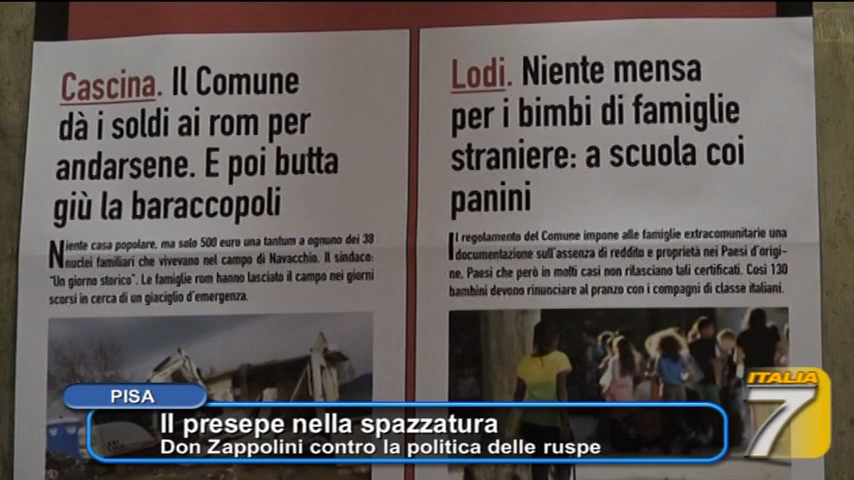 Cascina. Il Comune
dà i soldi ai rom per
andarsene. E poi butta
giù la baraccopoli
Niente casa popolare, ma solo 500 euro una tantum a ognuno dei 38
nuclei familiari che vivevano nel campo di Navacchio. Il sindaco:
"Un giorno storico". Le famiglie rom hanno lasciato il campo nei giorni
scorsi in cerca di un giaciglio d'emergenza.
Lodi. Niente mensa
per i bimbi di famiglie
straniere: a scuola coi
panini
Il regolamento del Comune impone alle famiglie extracomunitarie una
documentazione sull'assenza di reddito e proprietà nei Paesi d'origi-
ne. Paesi che però in molti casi non rilasciano tali certificati. Così 130
bambini devono rinunciare al pranzo con i compagni di classe italiani.
ITALIA
7
PISA
Il presepe nella spazzatura
Don Zappolini contro la politica delle ruspe